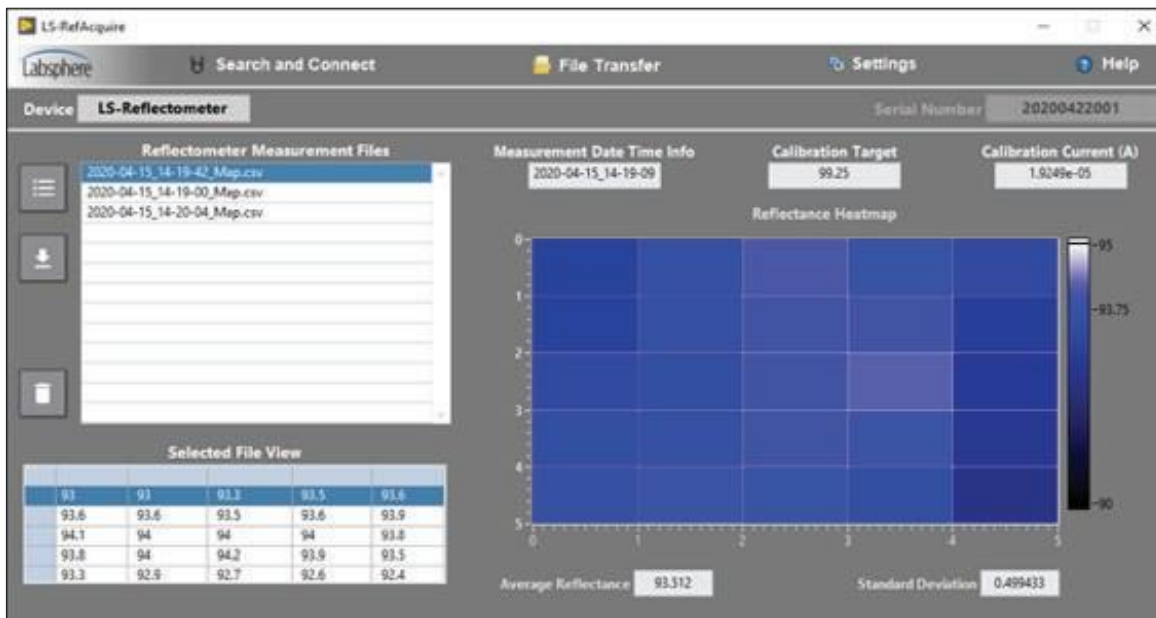 LS-RefAcquire
Labsphere Search and Connect File Transfer Settings Help
Device LS-Reflectometer Serial Number 20200422001
Reflectometer Measurement Files
2020-04-15_14-19-42_Map.csv
2020-04-15_14-19-00_Map.csv
2020-04-15_14-20-04_Map.csv
Selected File View
93 93 93.3 93.5 93.6
93.6 93.6 93.5 93.6 93.9
94.1 94 94 94 93.8
93.8 94 94.2 93.9 93.5
93.3 92.9 92.7 92.6 92.4
Measurement Date Time Info Calibration Target Calibration Current (A)
2020-04-15_14-19-09 99.25 1.9249e-05
Reflectance Heatmap
0
1
2
3
4
5
0 1 2 3 4 5
95
93.75
90
Average Reflectance 93.512 Standard Deviation 0.499433